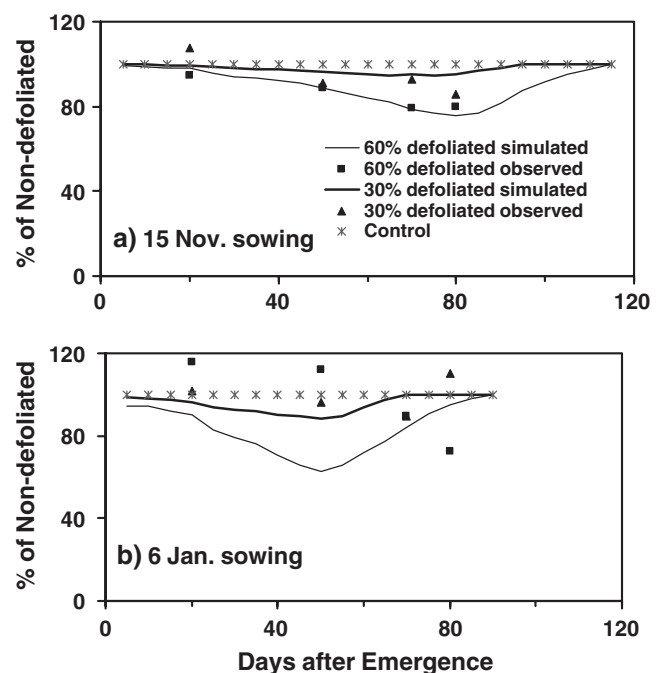 120
80
40
0
% of Non-defoliated
60% defoliated simulated
60% defoliated observed
30% defoliated simulated
30% defoliated observed
Control
a) 15 Nov. sowing
0 40 80 120
120
80
40
0
% of Non-defoliated
b) 6 Jan. sowing
0 40 80 120
Days after Emergence